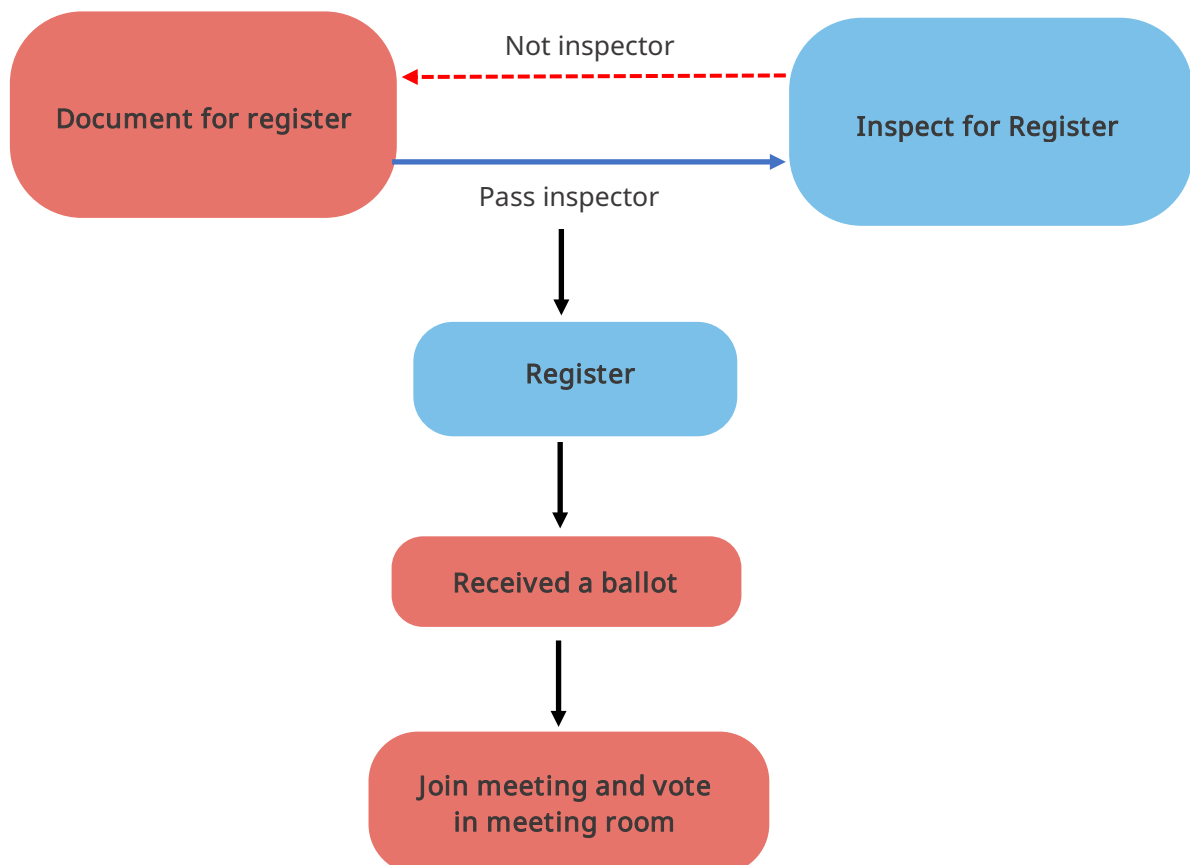 Not inspector
Document for register
Inspect for Register
Pass inspector
Register
Received a ballot
Join meeting and vote
in meeting room